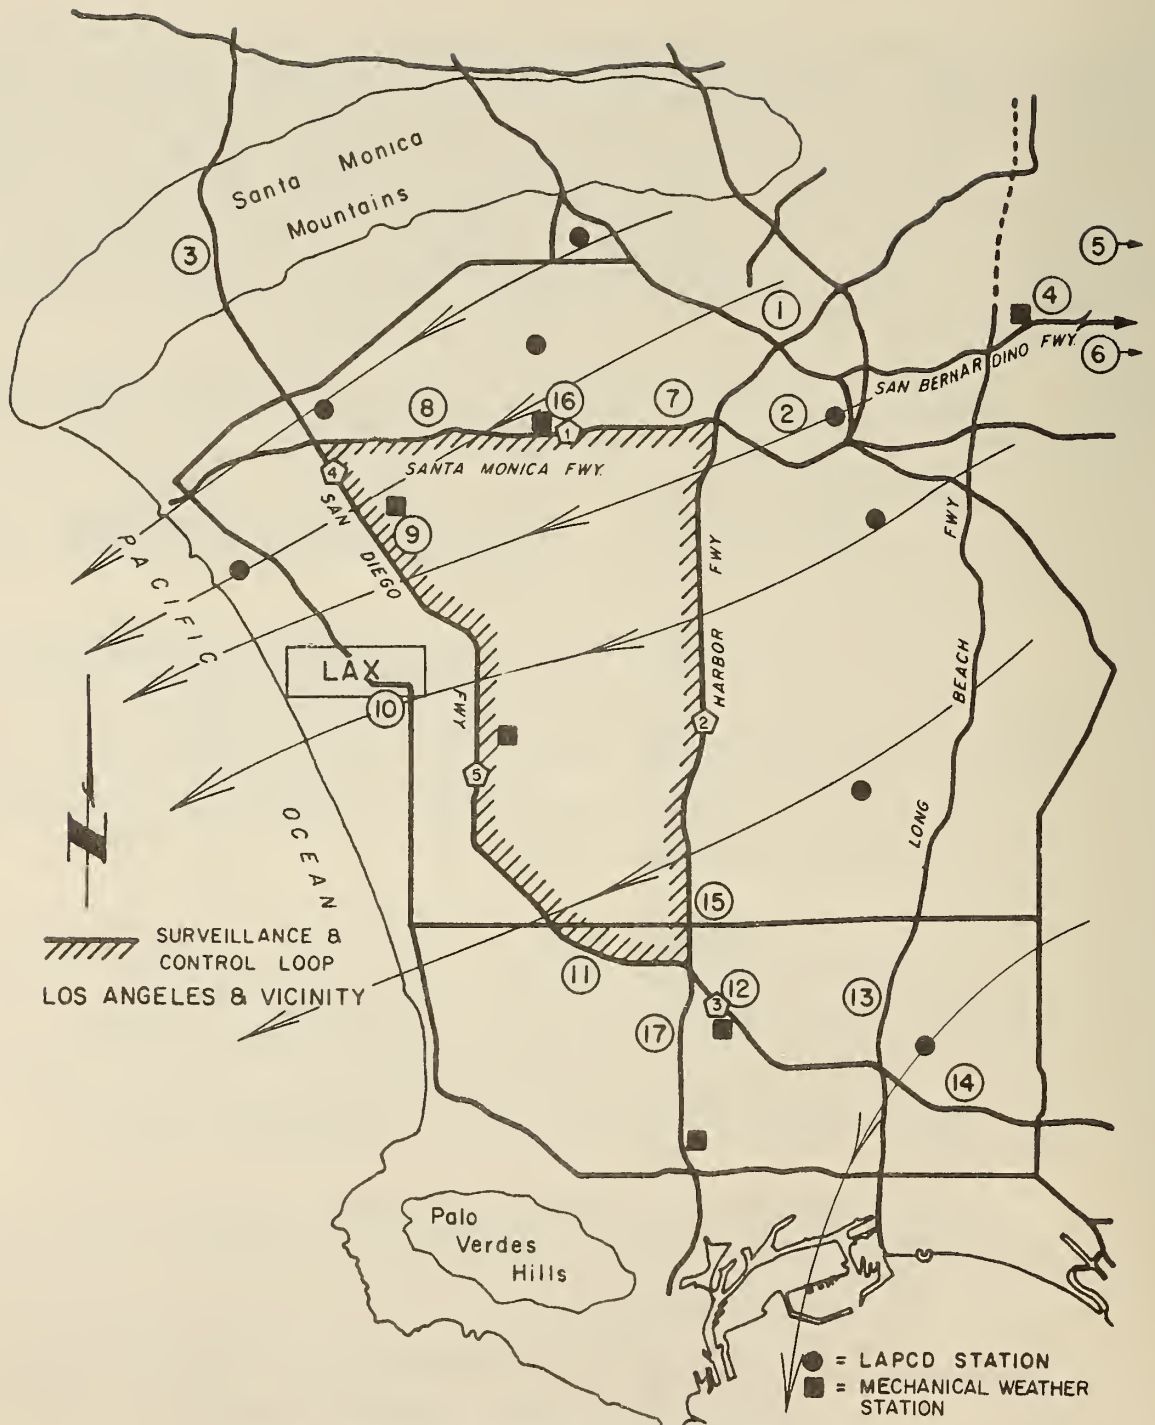 Santa Monica
Mountains
3
5
4
1
6
SAN BERNARDINO FWY.
16
7
2
8
1
SANTA MONICA FWY.
4
SAN
DIEGO
FWY
9
PACIFIC
OCEAN
LAX
10
HARBOR FWY
2
LONG BEACH FWY
5
N
SURVEILLANCE &
CONTROL LOOP
LOS ANGELES & VICINITY
15
11
12
3
13
17
14
Palo
Verdes
Hills
= LAPCD STATION
= MECHANICAL WEATHER
STATION